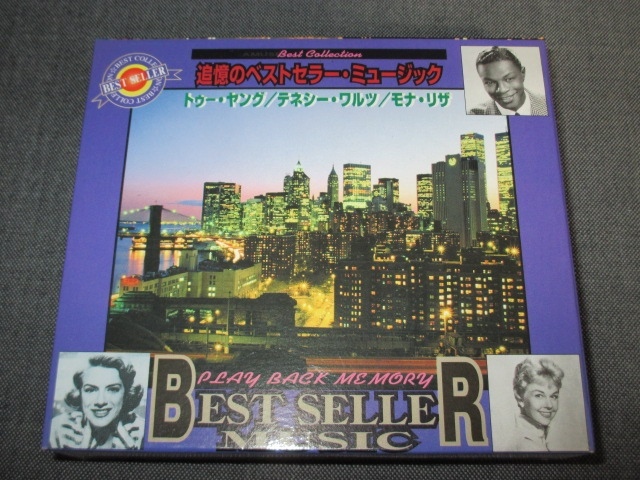 Best Collection
追憶のベストセラー・ミュージック
トゥー・ヤング/テネシー・ワルツ/モナ・リザ
BEST COLLECTION
BEST SELLER
PLAY BACK MEMORY
BEST SELLER
MUSIC